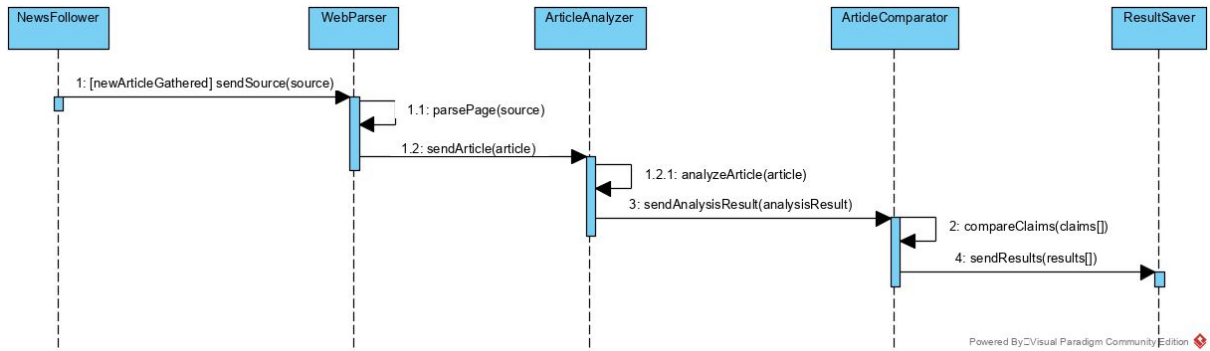 NewsFollower
WebParser
ArticleAnalyzer
ArticleComparator
ResultSaver
1: [newArticleGathered] sendSource(source)
1.1: parsePage(source)
1.2: sendArticle(article)
1.2.1: analyzeArticle(article)
3: sendAnalysisResult(analysisResult)
2: compareClaims(claims[])
4: sendResults(results[])
Powered By Visual Paradigm Community Edition